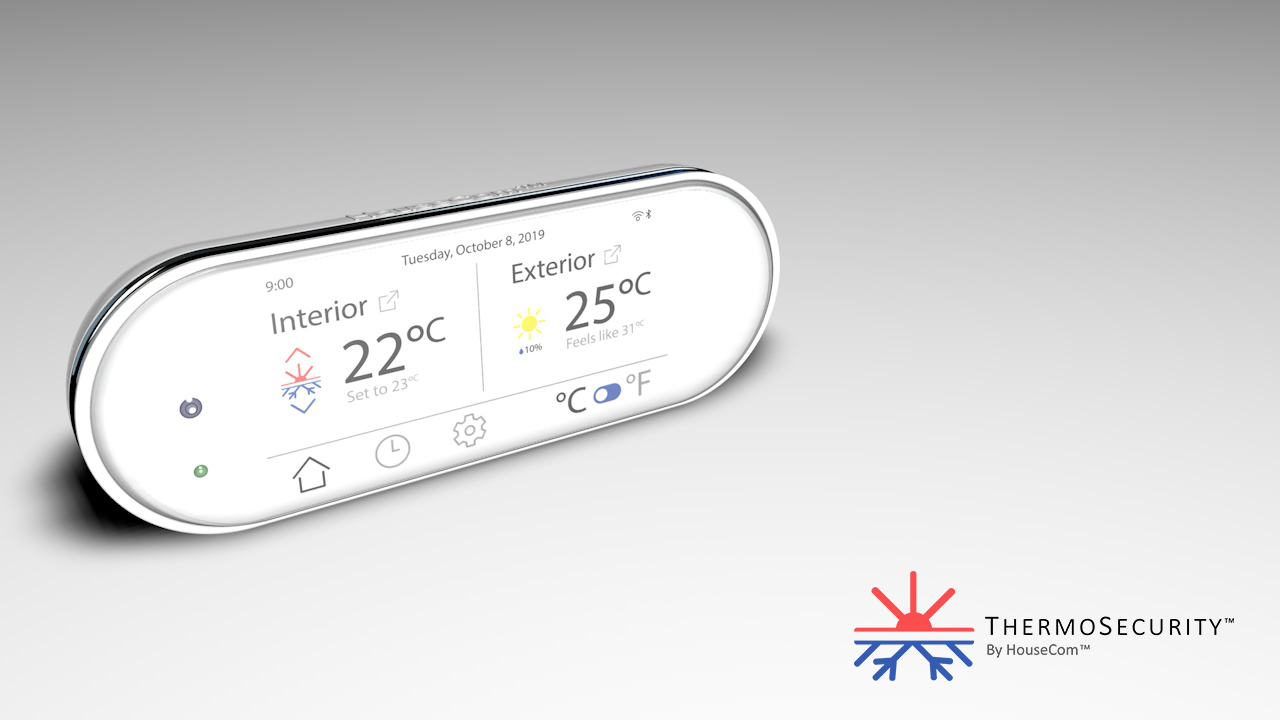 Tuesday, October 8, 2019
9:00
Interior
22°C
Set to 23°C
Exterior
10%
25°C
Feels like 31°C
°C °F
THERMOSECURITY™
By HouseCom™